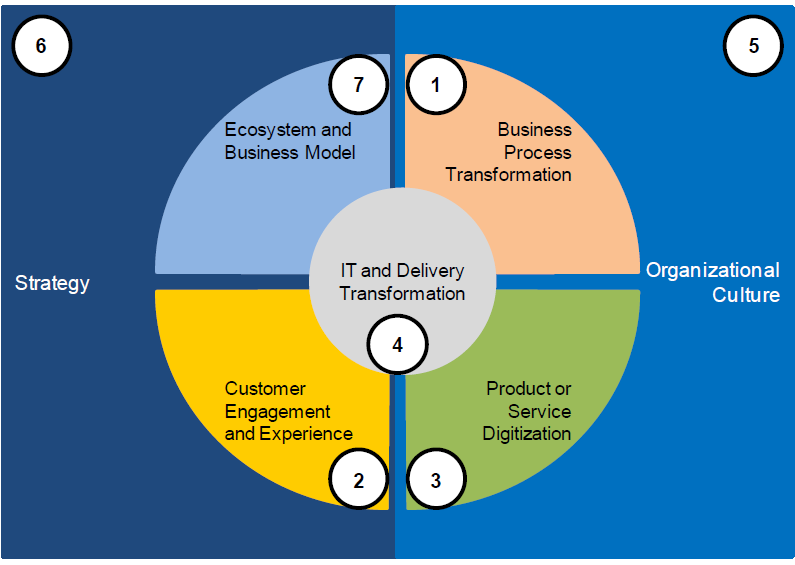 6
5
7
1
Ecosystem and
Business Model
Business
Process
Transformation
Strategy
IT and Delivery
Transformation
Organizational
Culture
4
Customer
Engagement
and Experience
Product or
Service
Digitization
2
3